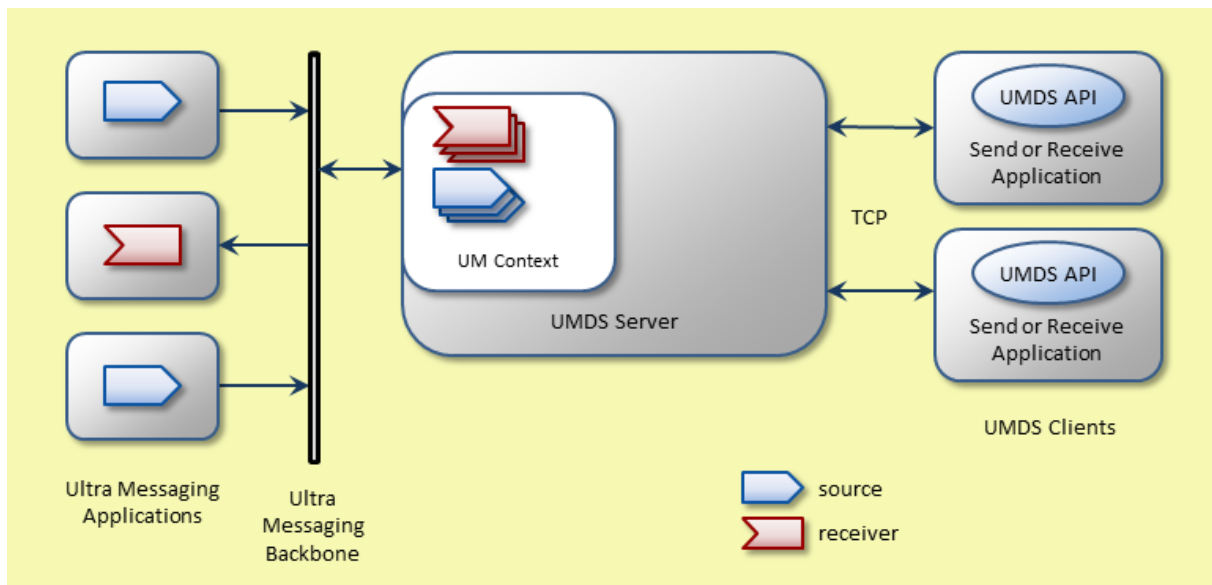 UMDS API
Send or Receive
Application
UM Context
TCP
UMDS Server
UMDS API
Send or Receive
Application
UMDS Clients
Ultra Messaging
Applications
Ultra
Messaging
Backbone
source
receiver